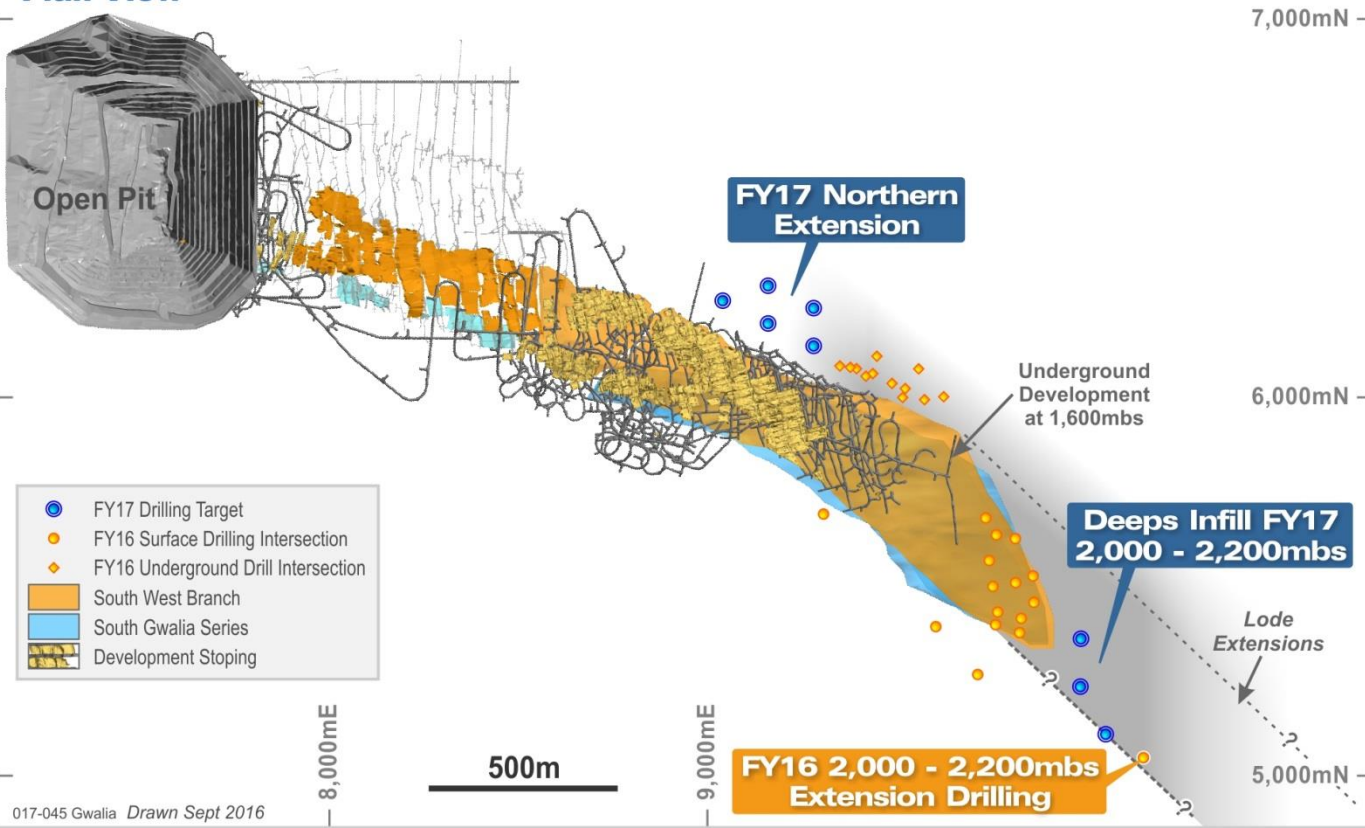 7,000mN
Open Pit
FY17 Northern
Extension
Underground
Development
at 1,600mbs
6,000mN
FY17 Drilling Target
FY16 Surface Drilling Intersection
FY16 Underground Drill Intersection
South West Branch
South Gwalia Series
Development Stoping
Deeps Infill FY17
2,000 - 2,200mbs
Lode
Extensions
?
?
?
8,000mE
9,000mE
500m
FY16 2,000 - 2,200mbs
Extension Drilling
5,000mN
017-045 Gwalia Drawn Sept 2016